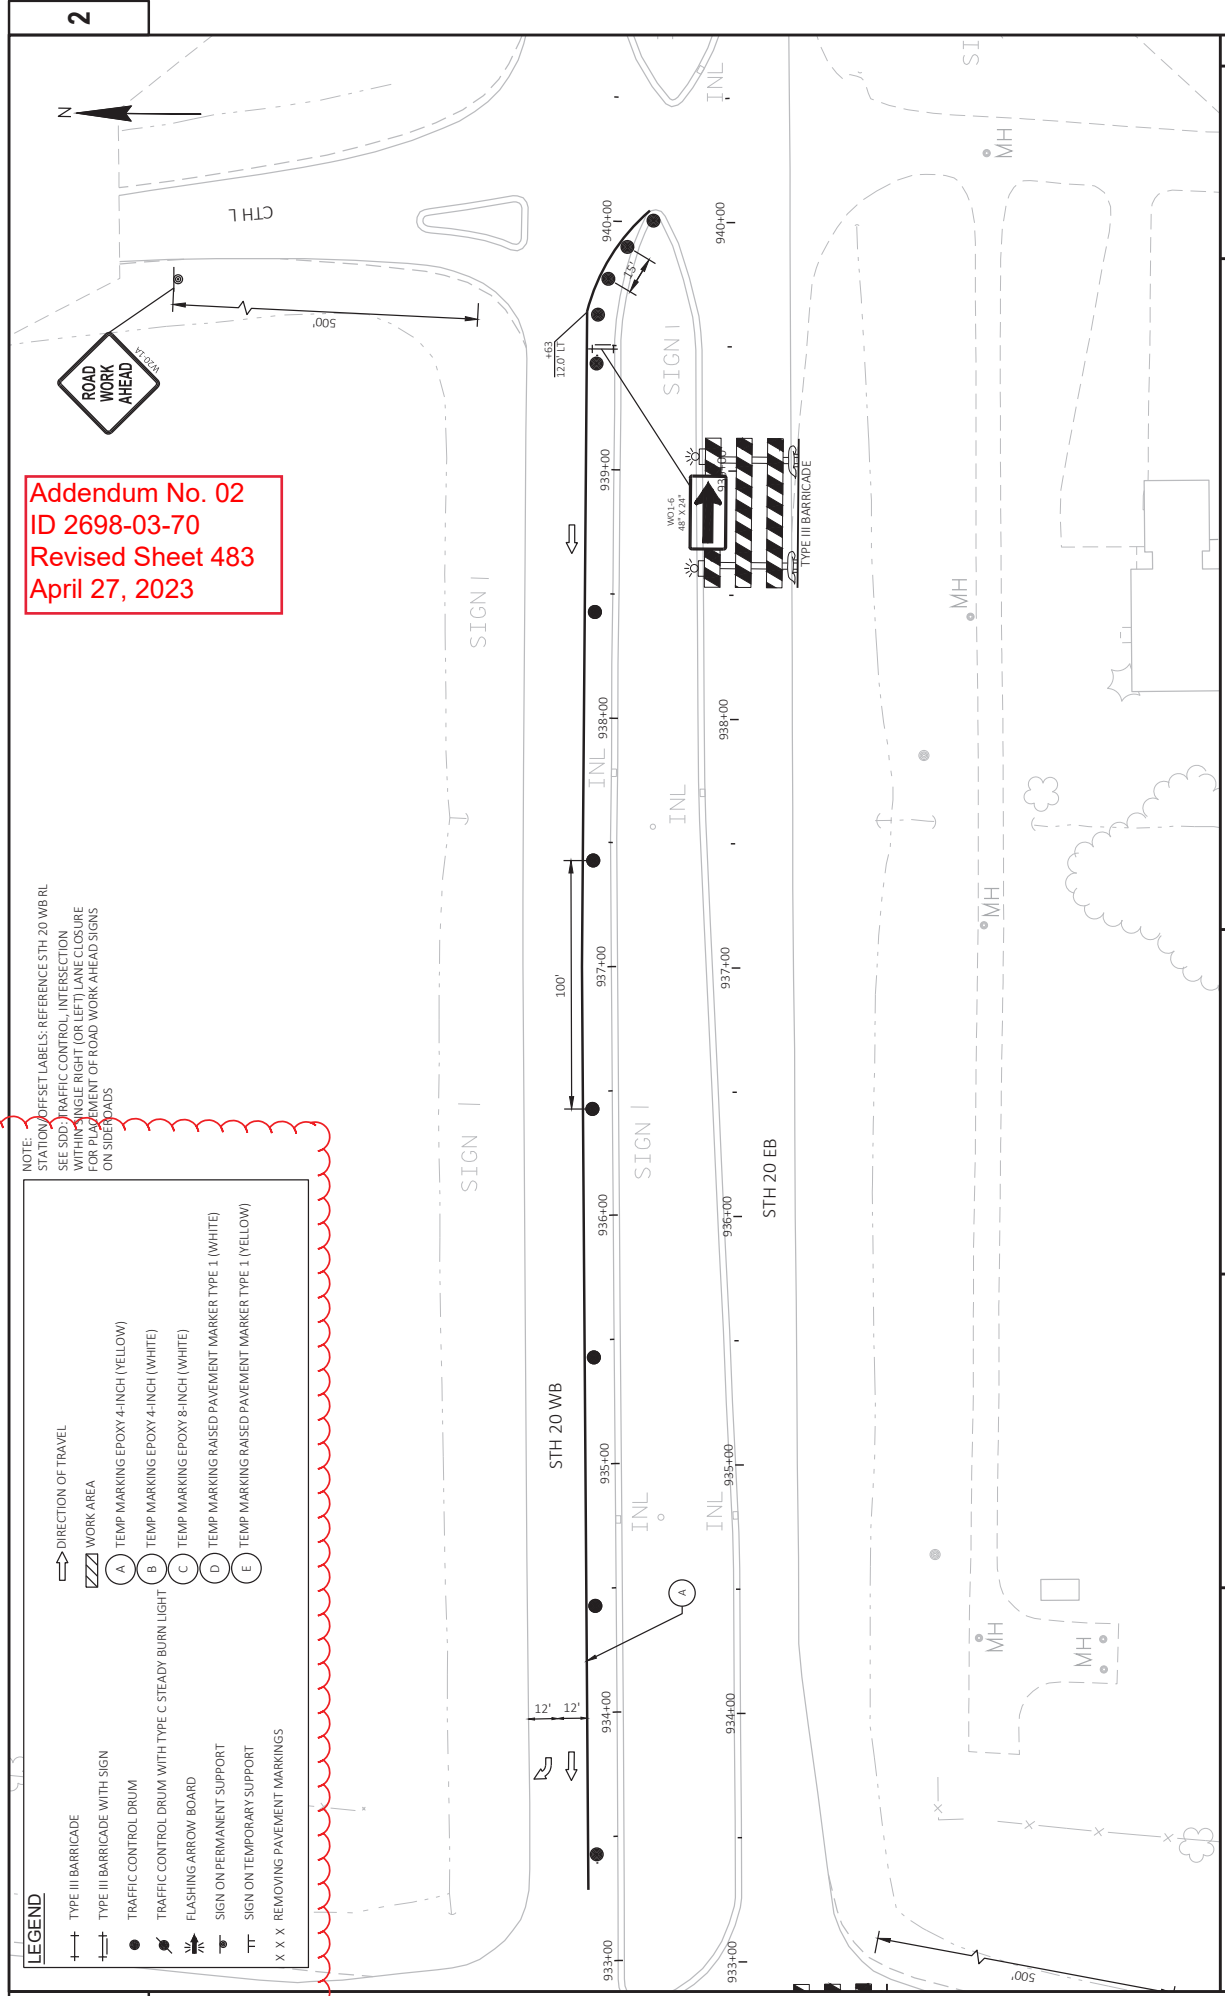 2
N
CTH L
500'
ROAD
WORK
AHEAD
W20-1A
Addendum No. 02
ID 2698-03-70
Revised Sheet 483
April 27, 2023
NOTE:
STATION/OFFSET LABELS: REFERENCE STH 20 WB RL
SEE SDD: TRAFFIC CONTROL, INTERSECTION
WITHIN SINGLE RIGHT (OR LEFT) LANE CLOSURE
FOR PLACEMENT OF ROAD WORK AHEAD SIGNS
ON SIDEROADS
LEGEND
TYPE III BARRICADE
TYPE III BARRICADE WITH SIGN
TRAFFIC CONTROL DRUM
TRAFFIC CONTROL DRUM WITH TYPE C STEADY BURN LIGHT
FLASHING ARROW BOARD
SIGN ON PERMANENT SUPPORT
SIGN ON TEMPORARY SUPPORT
X X X REMOVING PAVEMENT MARKINGS
DIRECTION OF TRAVEL
WORK AREA
A TEMP MARKING EPOXY 4-INCH (YELLOW)
B TEMP MARKING EPOXY 4-INCH (WHITE)
C TEMP MARKING EPOXY 8-INCH (WHITE)
D TEMP MARKING RAISED PAVEMENT MARKER TYPE 1 (WHITE)
E TEMP MARKING RAISED PAVEMENT MARKER TYPE 1 (YELLOW)
SIGN
SIGN
STH 20 WB
12'
12'
100'
+63
12.0' LT
15'
933+00
934+00
935+00
936+00
937+00
938+00
939+00
940+00
INL
INL
SIGN
INL
SIGN
INL
INL
A
WO1-6
48" X 24"
TYPE III BARRICADE
933+00
934+00
935+00
936+00
937+00
938+00
940+00
STH 20 EB
500'
MH
MH
MH
MH
MH
SI